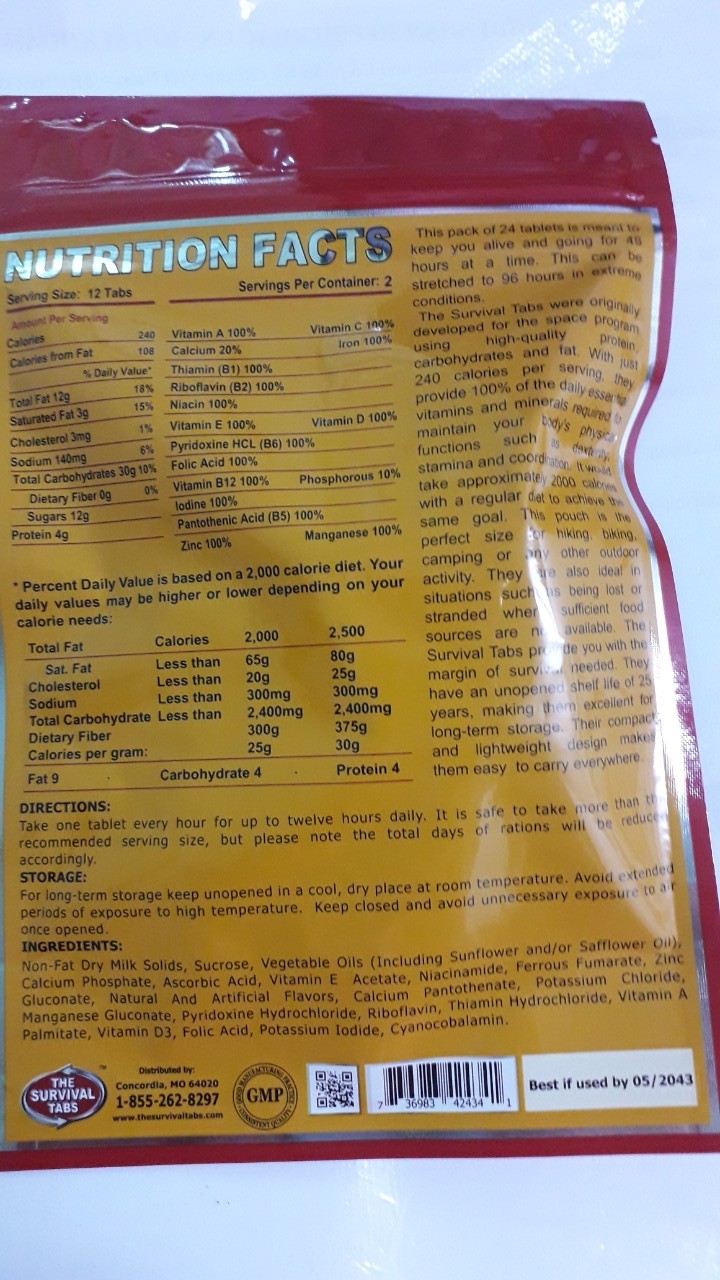 NUTRITION FACTS
Serving Size: 12 Tabs
Servings Per Container: 2
Amount Per Serving
Calories 240
Calories from Fat 108
% Daily Value*
Total Fat 12g 18%
Saturated Fat 3g 15%
Cholesterol 3mg 1%
Sodium 140mg 6%
Total Carbohydrates 30g 10%
Dietary Fiber 0g 0%
Sugars 12g
Protein 4g
Vitamin A 100% Vitamin C 100%
Calcium 20% Iron 100%
Thiamin (B1) 100%
Riboflavin (B2) 100%
Niacin 100%
Vitamin E 100% Vitamin D 100%
Pyridoxine HCL (B6) 100%
Folic Acid 100%
Vitamin B12 100% Phosphorous 10%
Iodine 100%
Pantothenic Acid (B5) 100%
Zinc 100% Manganese 100%
* Percent Daily Value is based on a 2,000 calorie diet. Your
daily values may be higher or lower depending on your
calorie needs:
Calories 2,000 2,500
Total Fat Less than 65g 80g
Sat. Fat Less than 20g 25g
Cholesterol Less than 300mg 300mg
Sodium Less than 2,400mg 2,400mg
Total Carbohydrate 300g 375g
Dietary Fiber 25g 30g
Calories per gram:
Fat 9 · Carbohydrate 4 · Protein 4
This pack of 24 tablets is meant to
keep you alive and going for 48
hours at a time. This can be
stretched to 96 hours in extreme
conditions.
The Survival Tabs were originally
developed for the space program
using high-quality protein,
carbohydrates and fat. With just
240 calories per serving, they
provide 100% of the daily essential
vitamins and minerals required to
maintain your body's physical
functions such as dexterity,
stamina and coordination. It would
take approximately 2000 calories
with a regular diet to achieve the
same goal. This pouch is the
perfect size for hiking, biking,
camping or any other outdoor
activity. They are also ideal in
situations such as being lost or
stranded when sufficient food
sources are not available. The
Survival Tabs provide you with the
margin of survival needed. They
have an unopened shelf life of 25
years, making them excellent for
long-term storage. Their compact
and lightweight design makes
them easy to carry everywhere.
DIRECTIONS:
Take one tablet every hour for up to twelve hours daily. It is safe to take more than the
recommended serving size, but please note the total days of rations will be reduced
accordingly.
STORAGE:
For long-term storage keep unopened in a cool, dry place at room temperature. Avoid extended
periods of exposure to high temperature. Keep closed and avoid unnecessary exposure to air
once opened.
INGREDIENTS:
Non-Fat Dry Milk Solids, Sucrose, Vegetable Oils (Including Sunflower and/or Safflower Oil),
Calcium Phosphate, Ascorbic Acid, Vitamin E Acetate, Niacinamide, Ferrous Fumarate, Zinc
Gluconate, Natural And Artificial Flavors, Calcium Pantothenate, Potassium Chloride,
Manganese Gluconate, Pyridoxine Hydrochloride, Riboflavin, Thiamin Hydrochloride, Vitamin A
Palmitate, Vitamin D3, Folic Acid, Potassium Iodide, Cyanocobalamin.
THE
SURVIVAL
TABS
TM
Distributed by:
Concordia, MO 64020
1-855-262-8297
www.thesurvivaltabs.com
GOOD MANUFACTURING PRACTICE
GMP
CONSISTENT QUALITY
7 36983 42434 1
Best if used by 05/2043